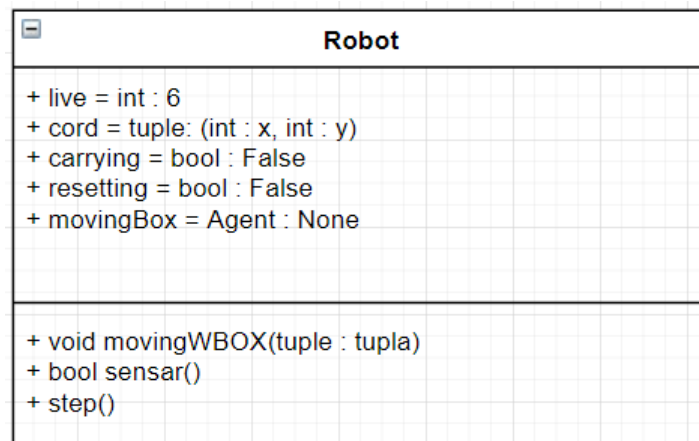 Robot
+ live = int : 6
+ cord = tuple: (int : x, int : y)
+ carrying = bool : False
+ resetting = bool : False
+ movingBox = Agent : None
+ void movingWBOX(tuple : tupla)
+ bool sensar()
+ step()